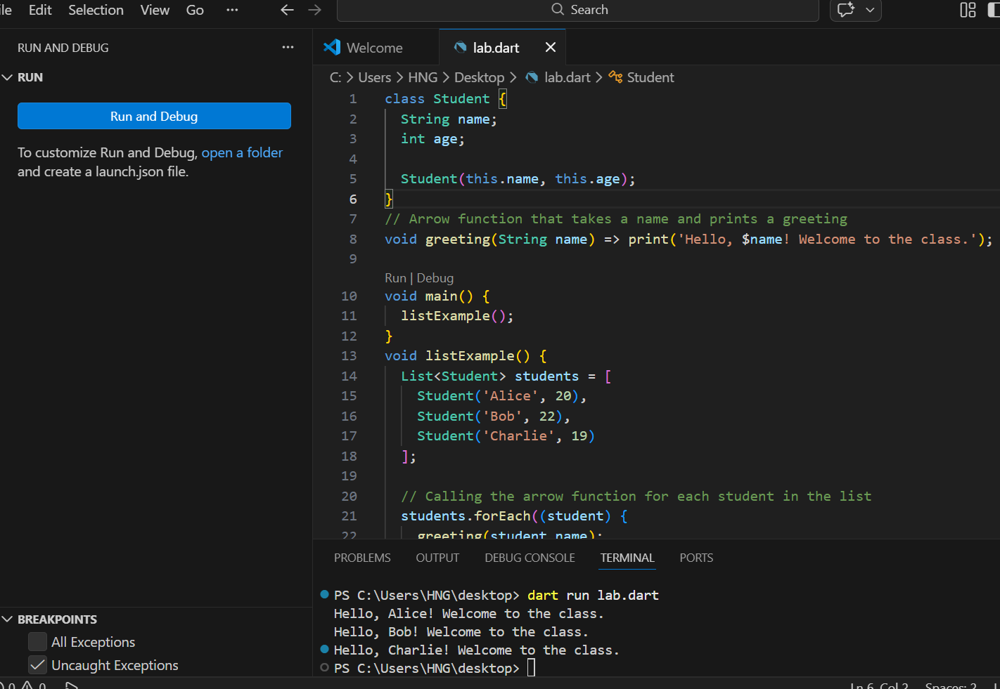 Edit Selection View Go ··· Search
RUN AND DEBUG ···
RUN
Run and Debug
To customize Run and Debug, open a folder
and create a launch.json file.
Welcome lab.dart
C: > Users > HNG > Desktop > lab.dart > Student
1 class Student {
2 String name;
3 int age;
4
5 Student(this.name, this.age);
6 }
7 // Arrow function that takes a name and prints a greeting
8 void greeting(String name) => print('Hello, $name! Welcome to the class.');
9
Run | Debug
10 void main() {
11 listExample();
12 }
13 void listExample() {
14 List<Student> students = [
15 Student('Alice', 20),
16 Student('Bob', 22),
17 Student('Charlie', 19)
18 ];
19
20 // Calling the arrow function for each student in the list
21 students.forEach((student) {
22 greeting(student.name);
PROBLEMS OUTPUT DEBUG CONSOLE TERMINAL PORTS
PS C:\Users\HNG\desktop> dart run lab.dart
Hello, Alice! Welcome to the class.
Hello, Bob! Welcome to the class.
Hello, Charlie! Welcome to the class.
PS C:\Users\HNG\desktop>
BREAKPOINTS
All Exceptions
Uncaught Exceptions
0 0 Ln 6, Col 2 Spaces: 2